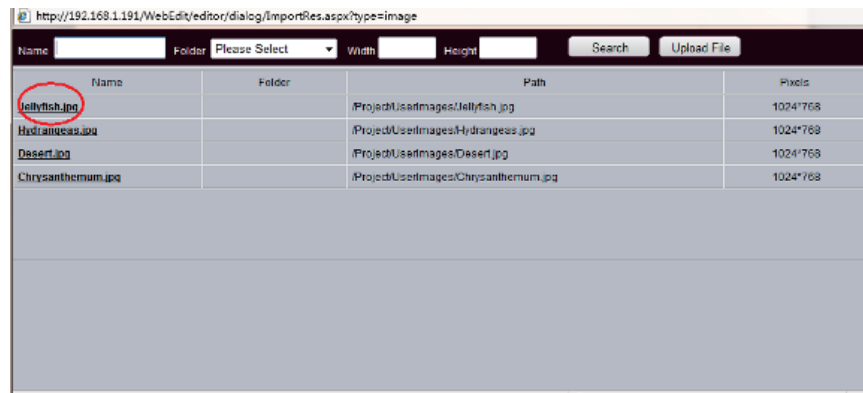 http://192.168.1.191/WebEdit/editor/dialog/ImportRes.aspx?type=image
Name Folder Please Select Width Height Search Upload File
Name Folder Path Pixels
Jellyfish.jpg /Project/UserImages/Jellyfish.jpg 1024*768
Hydrangeas.jpg /Project/UserImages/Hydrangeas.jpg 1024*768
Desert.jpg /Project/UserImages/Desert.jpg 1024*768
Chrysanthemum.jpg /Project/UserImages/Chrysanthemum.jpg 1024*768